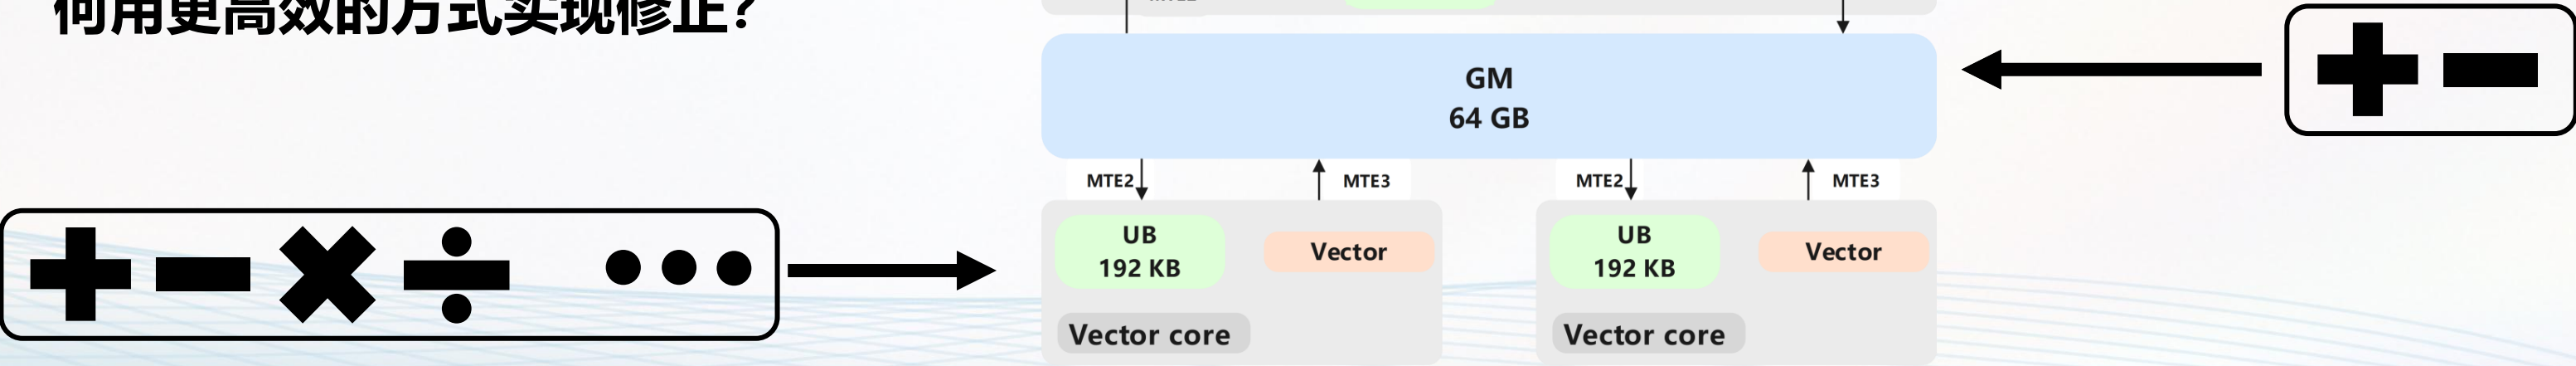 何用更高效的方式实现修正？
GM
64 GB
MTE2
MTE3
MTE2
MTE3
UB
192 KB
Vector
UB
192 KB
Vector
Vector core
Vector core